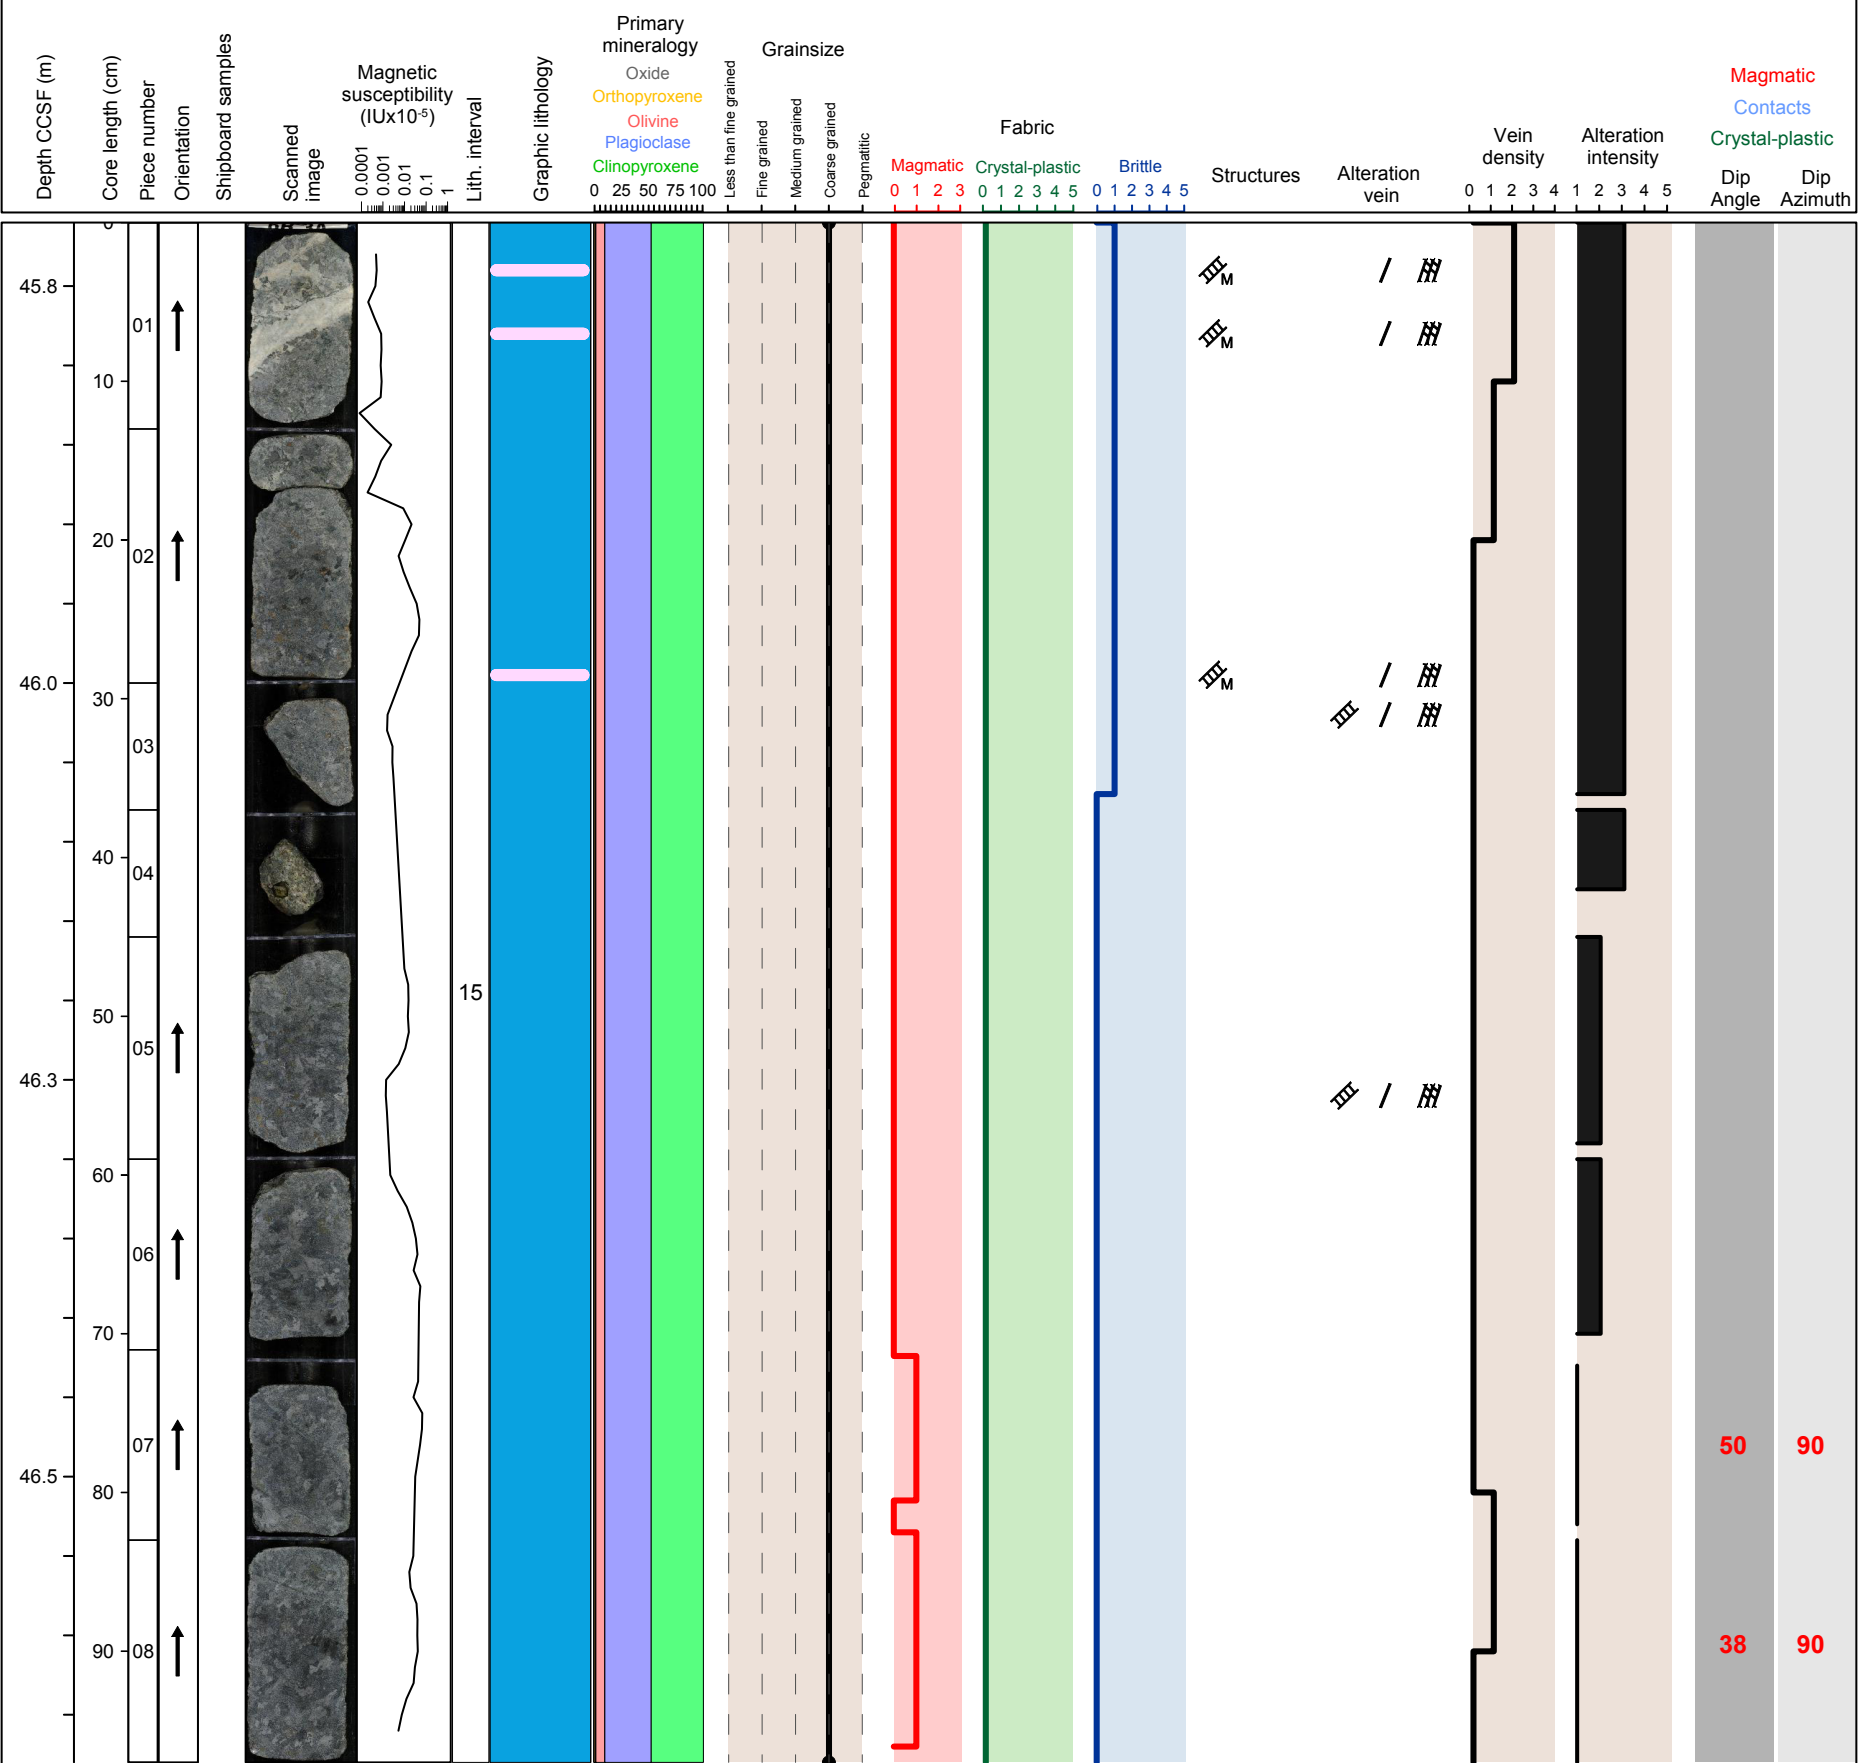 Depth CCSF (m)
Core length (cm)
Piece number
Orientation
Shipboard samples
Scanned
image
Magnetic
susceptibility
(IUx10-5)
0.0001
0.001
0.01
0.1
1
Lith. interval
Graphic lithology
Primary
mineralogy
Oxide
Orthopyroxene
Olivine
Plagioclase
Clinopyroxene
0 25 50 75 100
Grainsize
Less than fine grained
Fine grained
Medium grained
Coarse grained
Pegmatitic
Fabric
Magmatic
0 1 2 3
Crystal-plastic
0 1 2 3 4 5
Brittle
0 1 2 3 4 5
Structures
Alteration
vein
Vein
density
0 1 2 3 4
Alteration
intensity
1 2 3 4 5
Magmatic
Contacts
Crystal-plastic
Dip
Angle
Dip
Azimuth
0
M
45.8
01
M
10
20
02
M
46.0
30
03
40
04
15
50
05
46.3
60
06
70
07
50 90
46.5
80
38 90
90
08